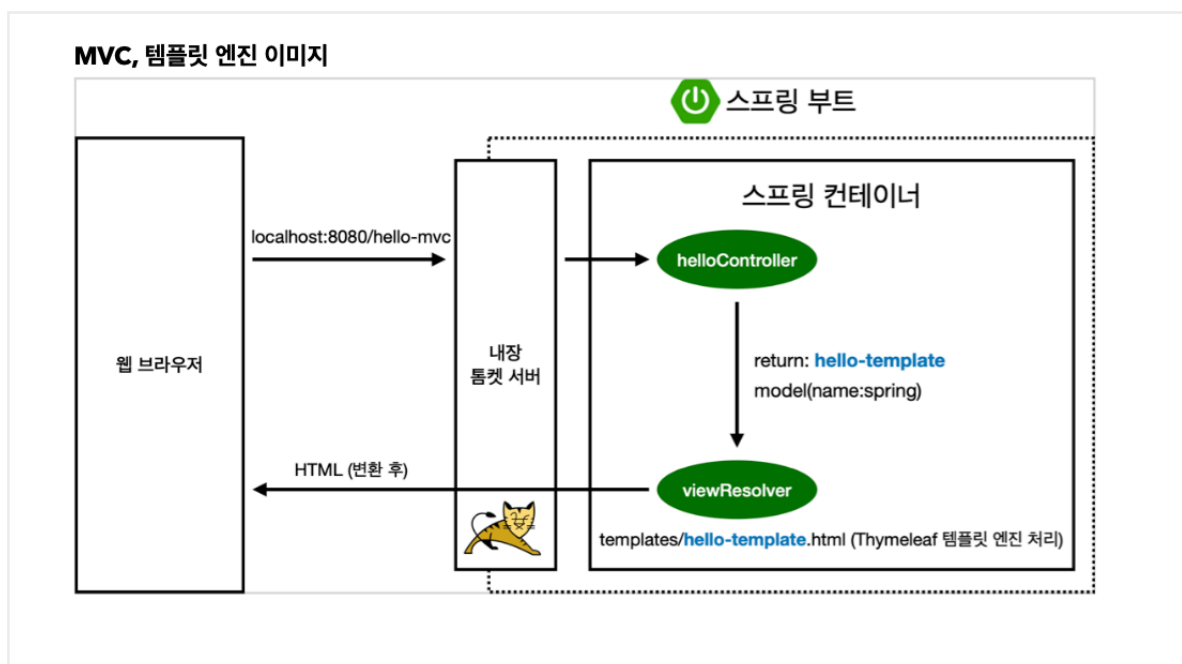 MVC, 템플릿 엔진 이미지
스프링 부트
스프링 컨테이너
localhost:8080/hello-mvc
helloController
웹 브라우저
내장
톰켓 서버
return: hello-template
model(name:spring)
HTML (변환 후)
viewResolver
templates/hello-template.html (Thymeleaf 템플릿 엔진 처리)